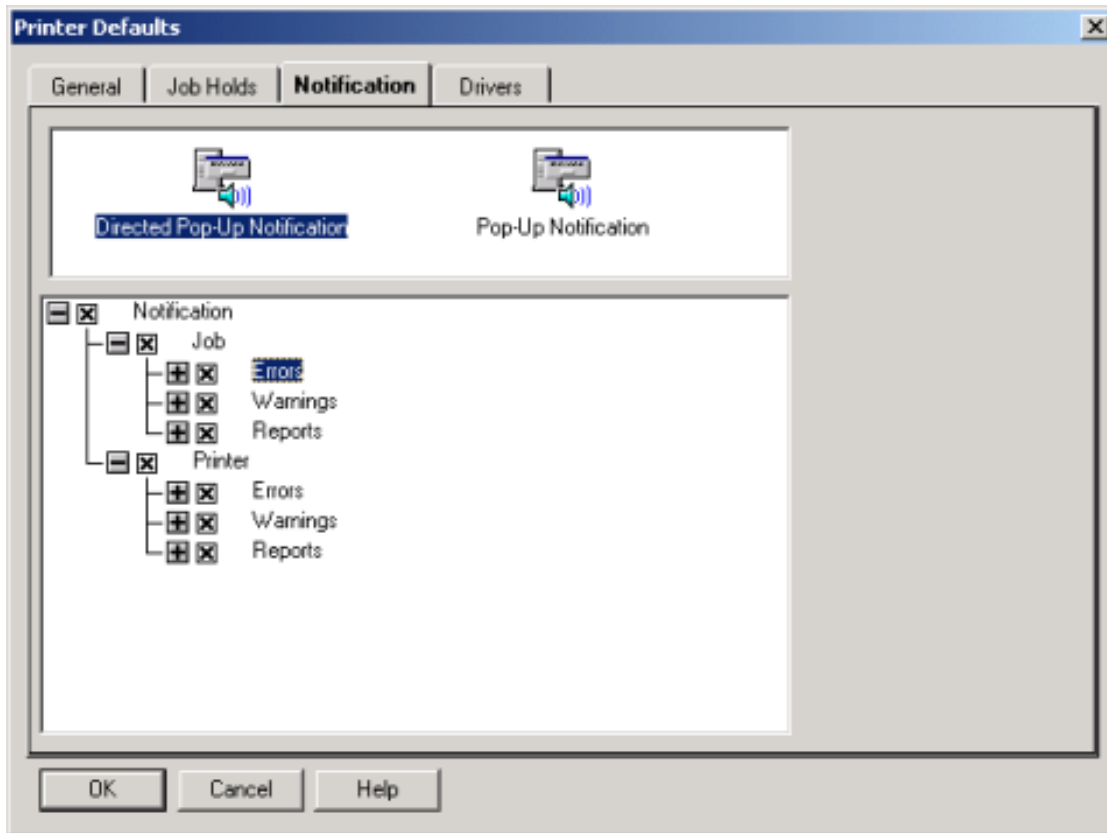 Printer Defaults
General Job Holds Notification Drivers
Directed Pop-Up Notification Pop-Up Notification
Notification
Job
Errors
Warnings
Reports
Printer
Errors
Warnings
Reports
OK Cancel Help